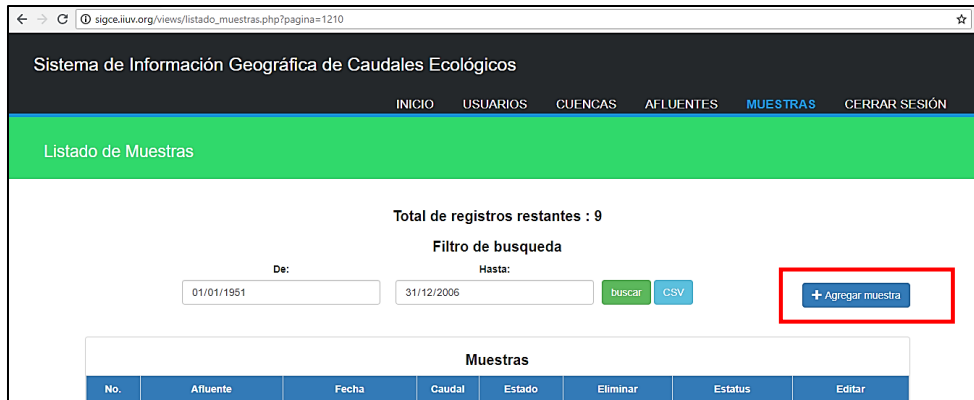 sigce.iiuv.org/views/listado_muestras.php?pagina=1210
Sistema de Información Geográfica de Caudales Ecológicos
INICIO USUARIOS CUENCAS AFLUENTES MUESTRAS CERRAR SESIÓN
Listado de Muestras
Total de registros restantes : 9
Filtro de busqueda
De: Hasta:
01/01/1951 31/12/2006 buscar CSV + Agregar muestra
Muestras
No. Afluente Fecha Caudal Estado Eliminar Estatus Editar